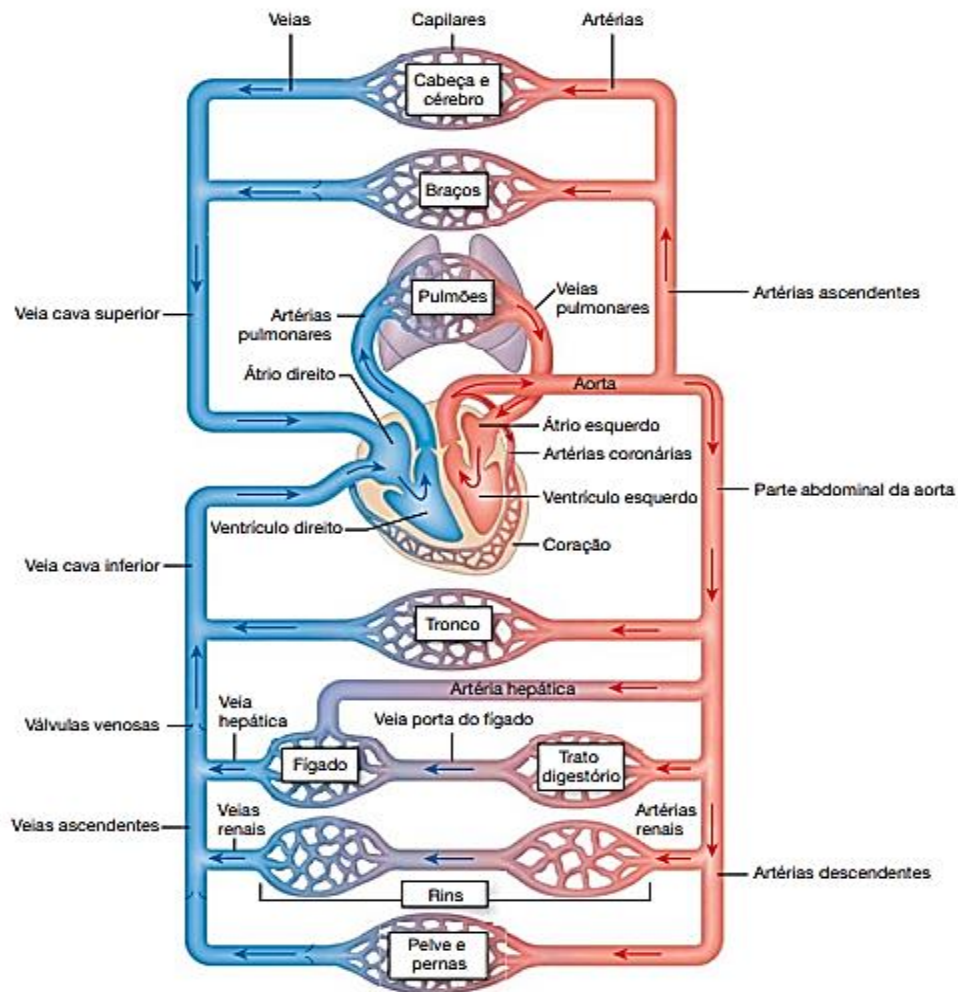 Veias
Capilares
Artérias
Cabeça e
cérebro
Braços
Pulmões
Veias
pulmonares
Artérias
pulmonares
Artérias ascendentes
Veia cava superior
Átrio direito
Aorta
Átrio esquerdo
Artérias coronárias
Ventrículo esquerdo
Parte abdominal da aorta
Ventrículo direito
Coração
Veia cava inferior
Tronco
Artéria hepática
Veia
hepática
Veia porta do fígado
Válvulas venosas
Fígado
Trato
digestório
Veias ascendentes
Veias
renais
Artérias
renais
Rins
Artérias descendentes
Pelve e
pernas